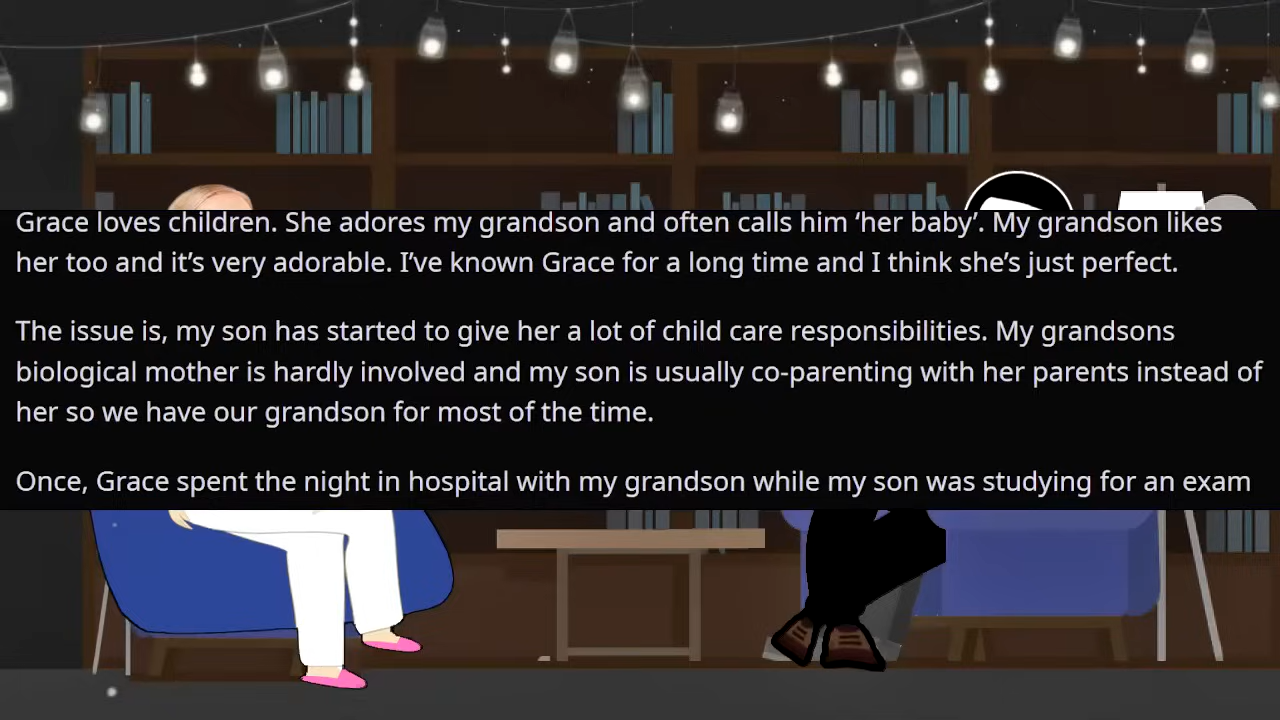 Grace loves children. She adores my grandson and often calls him ‘her baby’. My grandson likes
her too and it’s very adorable. I’ve known Grace for a long time and I think she’s just perfect.
The issue is, my son has started to give her a lot of child care responsibilities. My grandsons
biological mother is hardly involved and my son is usually co-parenting with her parents instead of
her so we have our grandson for most of the time.
Once, Grace spent the night in hospital with my grandson while my son was studying for an exam